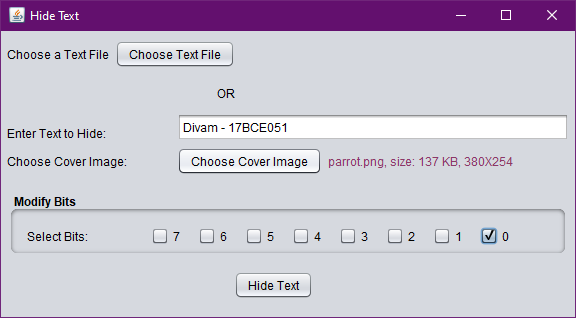 Hide Text
Choose a Text File Choose Text File
OR
Enter Text to Hide: Divam - 17BCE051
Choose Cover Image: Choose Cover Image parrot.png, size: 137 KB, 380X254
Modify Bits
Select Bits: 7 6 5 4 3 2 1 0
Hide Text